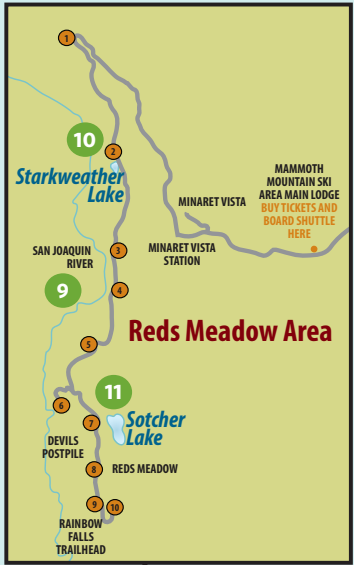 1
10
2
Starkweather
Lake
MAMMOTH
MOUNTAIN SKI
AREA MAIN LODGE
BUY TICKETS AND
BOARD SHUTTLE
HERE
MINARET VISTA
MINARET VISTA
STATION
SAN JOAQUIN
RIVER
3
9
4
Reds Meadow Area
5
11
6
7
Sotcher
Lake
DEVILS
POSTPILE
8
REDS MEADOW
9
10
RAINBOW
FALLS
TRAILHEAD